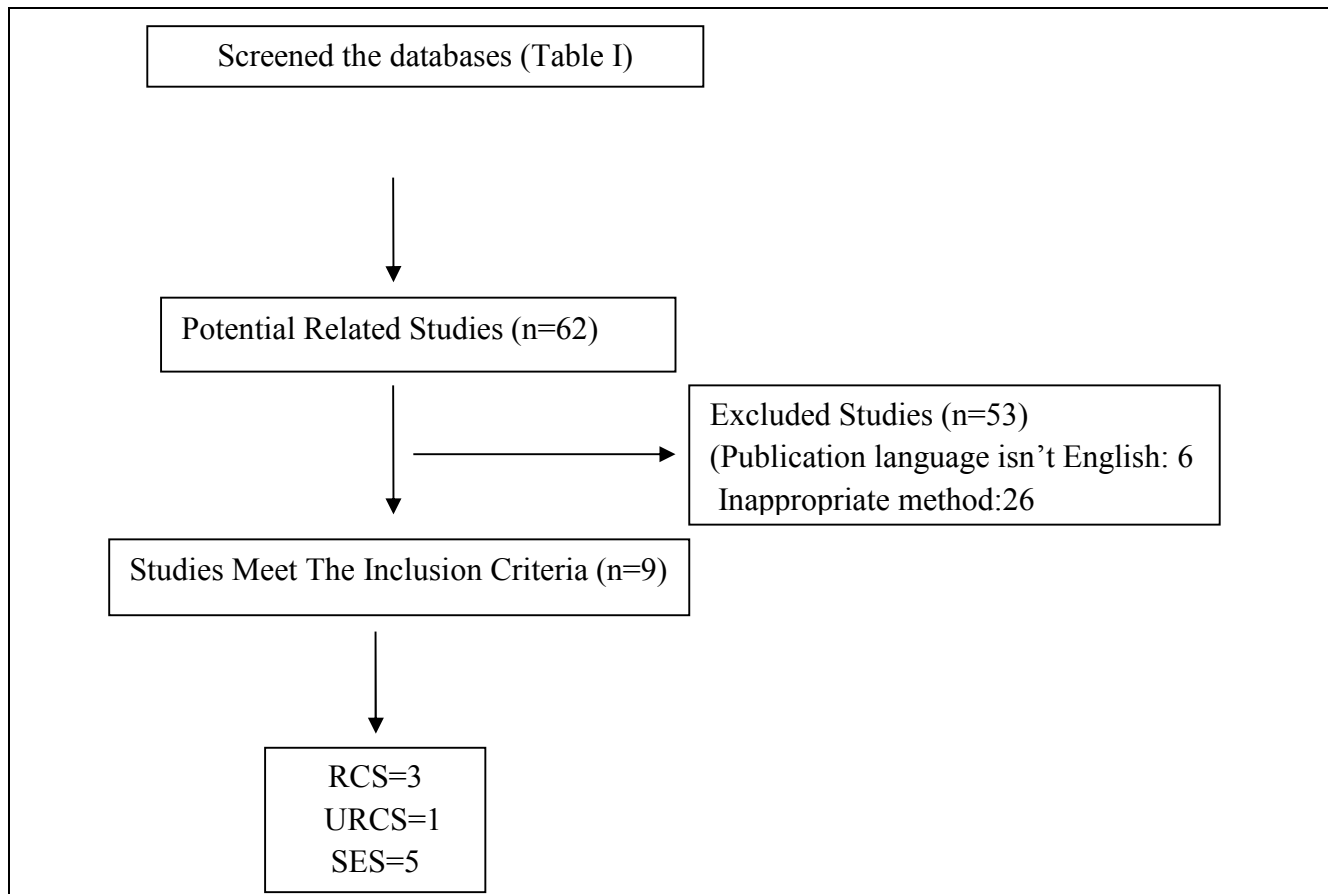 Screened the databases (Table I)
Potential Related Studies (n=62)
Excluded Studies (n=53)
(Publication language isn’t English: 6
Inappropriate method:26
Studies Meet The Inclusion Criteria (n=9)
RCS=3
URCS=1
SES=5